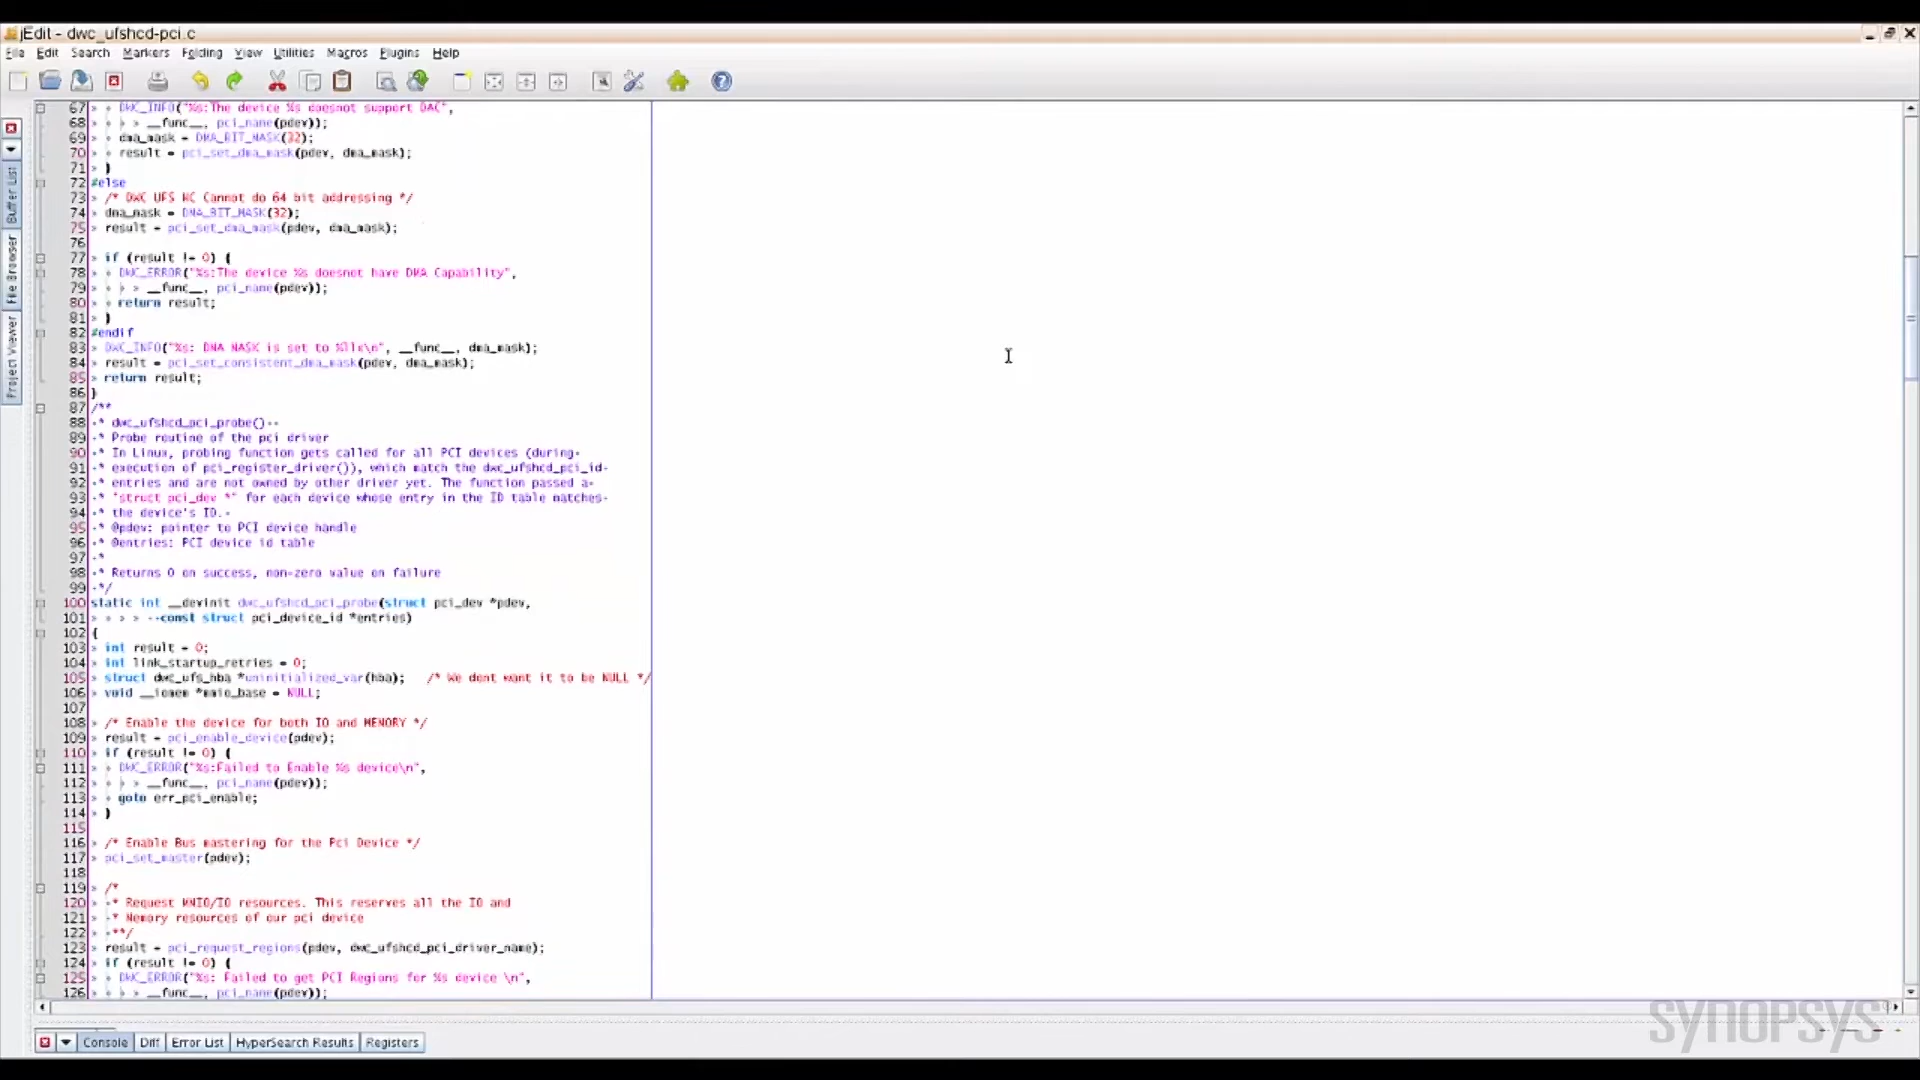 jEdit - dwc_ufshcd-pci.c
File Edit Search Markers Folding View Utilities Macros Plugins Help
67 DWC_INFO("%s:The device %s doesnot support DAC",
68 __func__, pci_name(pdev));
69 dma_mask = DMA_BIT_MASK(32);
70 result = pci_set_dma_mask(pdev, dma_mask);
71 }
72 #else
73 /* DWC UFS HC Cannot do 64 bit addressing */
74 dma_mask = DMA_BIT_MASK(32);
75 result = pci_set_dma_mask(pdev, dma_mask);
76
77 if (result != 0) {
78 DWC_ERROR("%s:The device %s doesnot have DMA Capability",
79 __func__, pci_name(pdev));
80 return result;
81 }
82 #endif
83 DWC_INFO("%s: DMA MASK is set to %llx\n", __func__, dma_mask);
84 result = pci_set_consistent_dma_mask(pdev, dma_mask);
85 return result;
86 }
87 /**
88 * dwc_ufshcd_pci_probe()
89 * Probe routine of the pci driver
90 * In Linux, probing function gets called for all PCI devices (during
91 * execution of pci_register_driver()), which match the dwc_ufshcd_pci_id
92 * entries and are not owned by other driver yet. The function passed a
93 * "struct pci_dev *" for each device whose entry in the ID table matches
94 * the device's ID.
95 * @pdev: pointer to PCI device handle
96 * @entries: PCI device id table
97 *
98 * Returns 0 on success, non-zero value on failure
99 */
100 static int __devinit dwc_ufshcd_pci_probe(struct pci_dev *pdev,
101 const struct pci_device_id *entries)
102 {
103 int result = 0;
104 int link_startup_retries = 0;
105 struct dwc_ufs_hba *uninitialized_var(hba); /* We dont want it to be NULL */
106 void __iomem *mmio_base = NULL;
107
108 /* Enable the device for both IO and MEMORY */
109 result = pci_enable_device(pdev);
110 if (result != 0) {
111 DWC_ERROR("%s:Failed to Enable %s device\n",
112 __func__, pci_name(pdev));
113 goto err_pci_enable;
114 }
115
116 /* Enable Bus mastering for the Pci Device */
117 pci_set_master(pdev);
118
119 /*
120 * Request MMIO/IO resources. This reserves all the IO and
121 * Memory resources of our pci device
122 **/
123 result = pci_request_regions(pdev, dwc_ufshcd_pci_driver_name);
124 if (result != 0) {
125 DWC_ERROR("%s: Failed to get PCI Regions for %s device \n",
126 __func__, pci_name(pdev));
Buffer List
File Browser
Project Viewer
Console Diff Error List HyperSearch Results Registers
SYNOPSYS